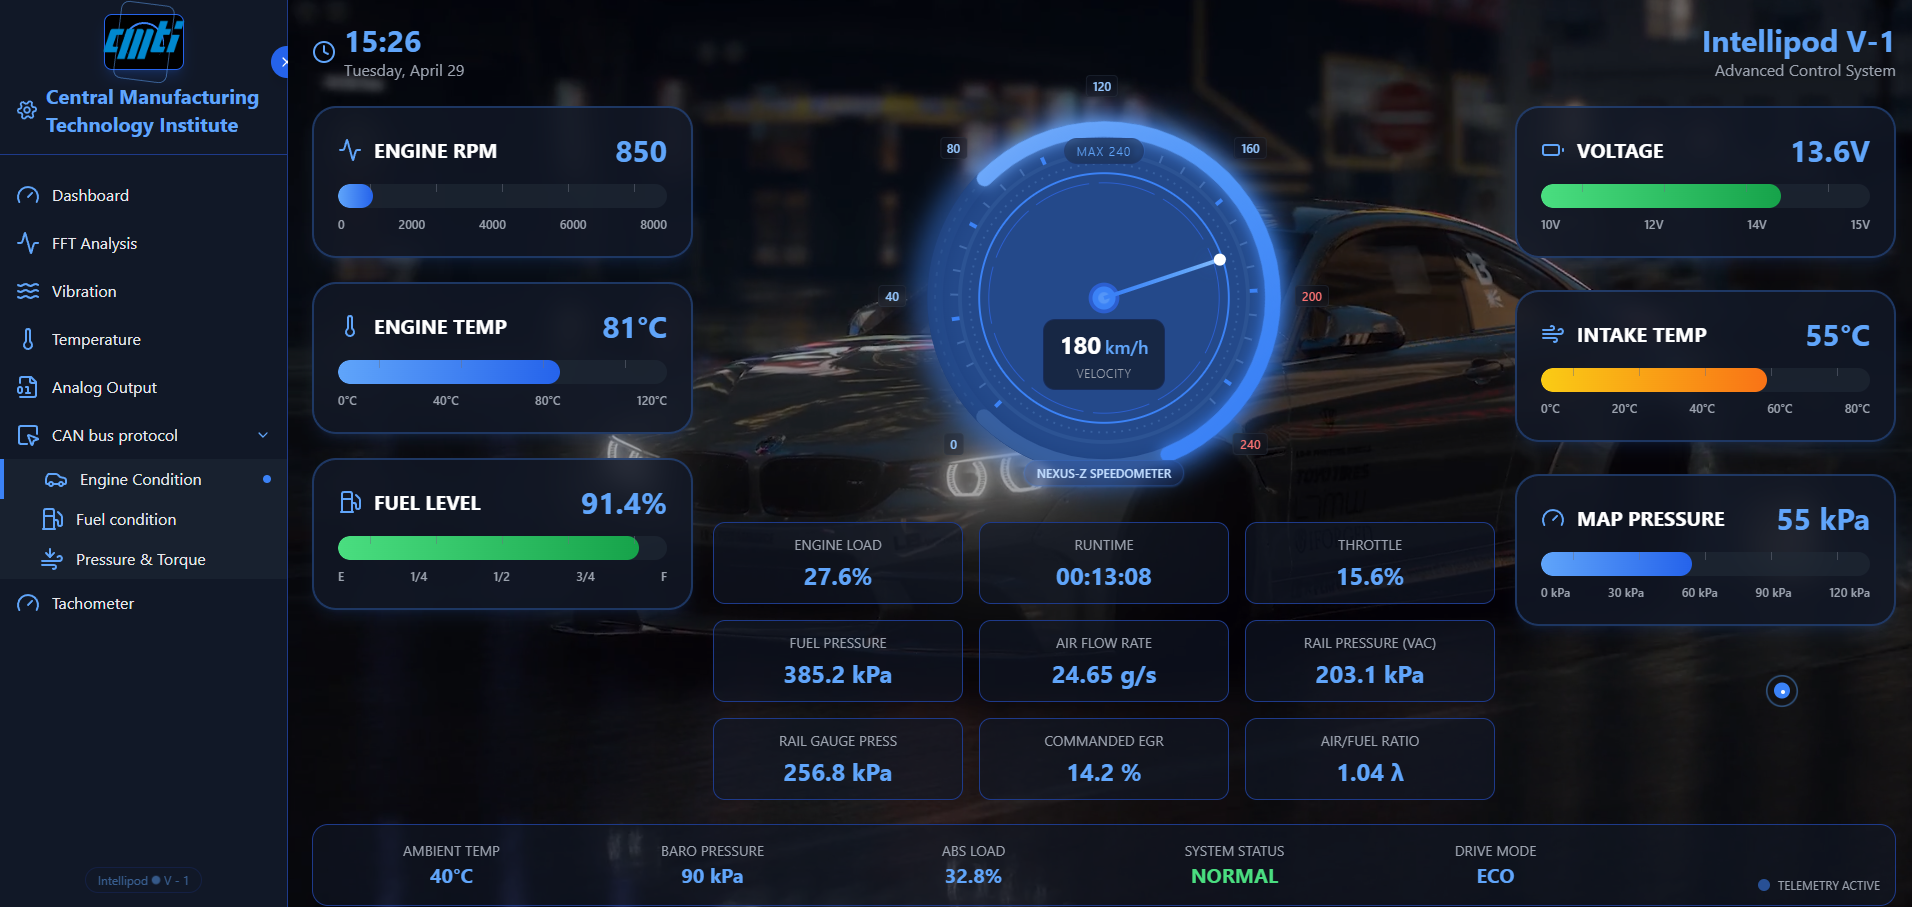 cmti
Central Manufacturing
Technology Institute
Dashboard
FFT Analysis
Vibration
Temperature
Analog Output
CAN bus protocol
Engine Condition
Fuel condition
Pressure & Torque
Tachometer
Intellipod V - 1
15:26
Tuesday, April 29
Intellipod V-1
Advanced Control System
ENGINE RPM 850
0 2000 4000 6000 8000
ENGINE TEMP 81°C
0°C 40°C 80°C 120°C
FUEL LEVEL 91.4%
E 1/4 1/2 3/4 F
120
80 160
MAX 240
40 200
180 km/h
VELOCITY
0 240
NEXUS-Z SPEEDOMETER
VOLTAGE 13.6V
10V 12V 14V 15V
INTAKE TEMP 55°C
0°C 20°C 40°C 60°C 80°C
MAP PRESSURE 55 kPa
0 kPa 30 kPa 60 kPa 90 kPa 120 kPa
ENGINE LOAD
27.6%
RUNTIME
00:13:08
THROTTLE
15.6%
FUEL PRESSURE
385.2 kPa
AIR FLOW RATE
24.65 g/s
RAIL PRESSURE (VAC)
203.1 kPa
RAIL GAUGE PRESS
256.8 kPa
COMMANDED EGR
14.2 %
AIR/FUEL RATIO
1.04 λ
AMBIENT TEMP
40°C
BARO PRESSURE
90 kPa
ABS LOAD
32.8%
SYSTEM STATUS
NORMAL
DRIVE MODE
ECO
TELEMETRY ACTIVE